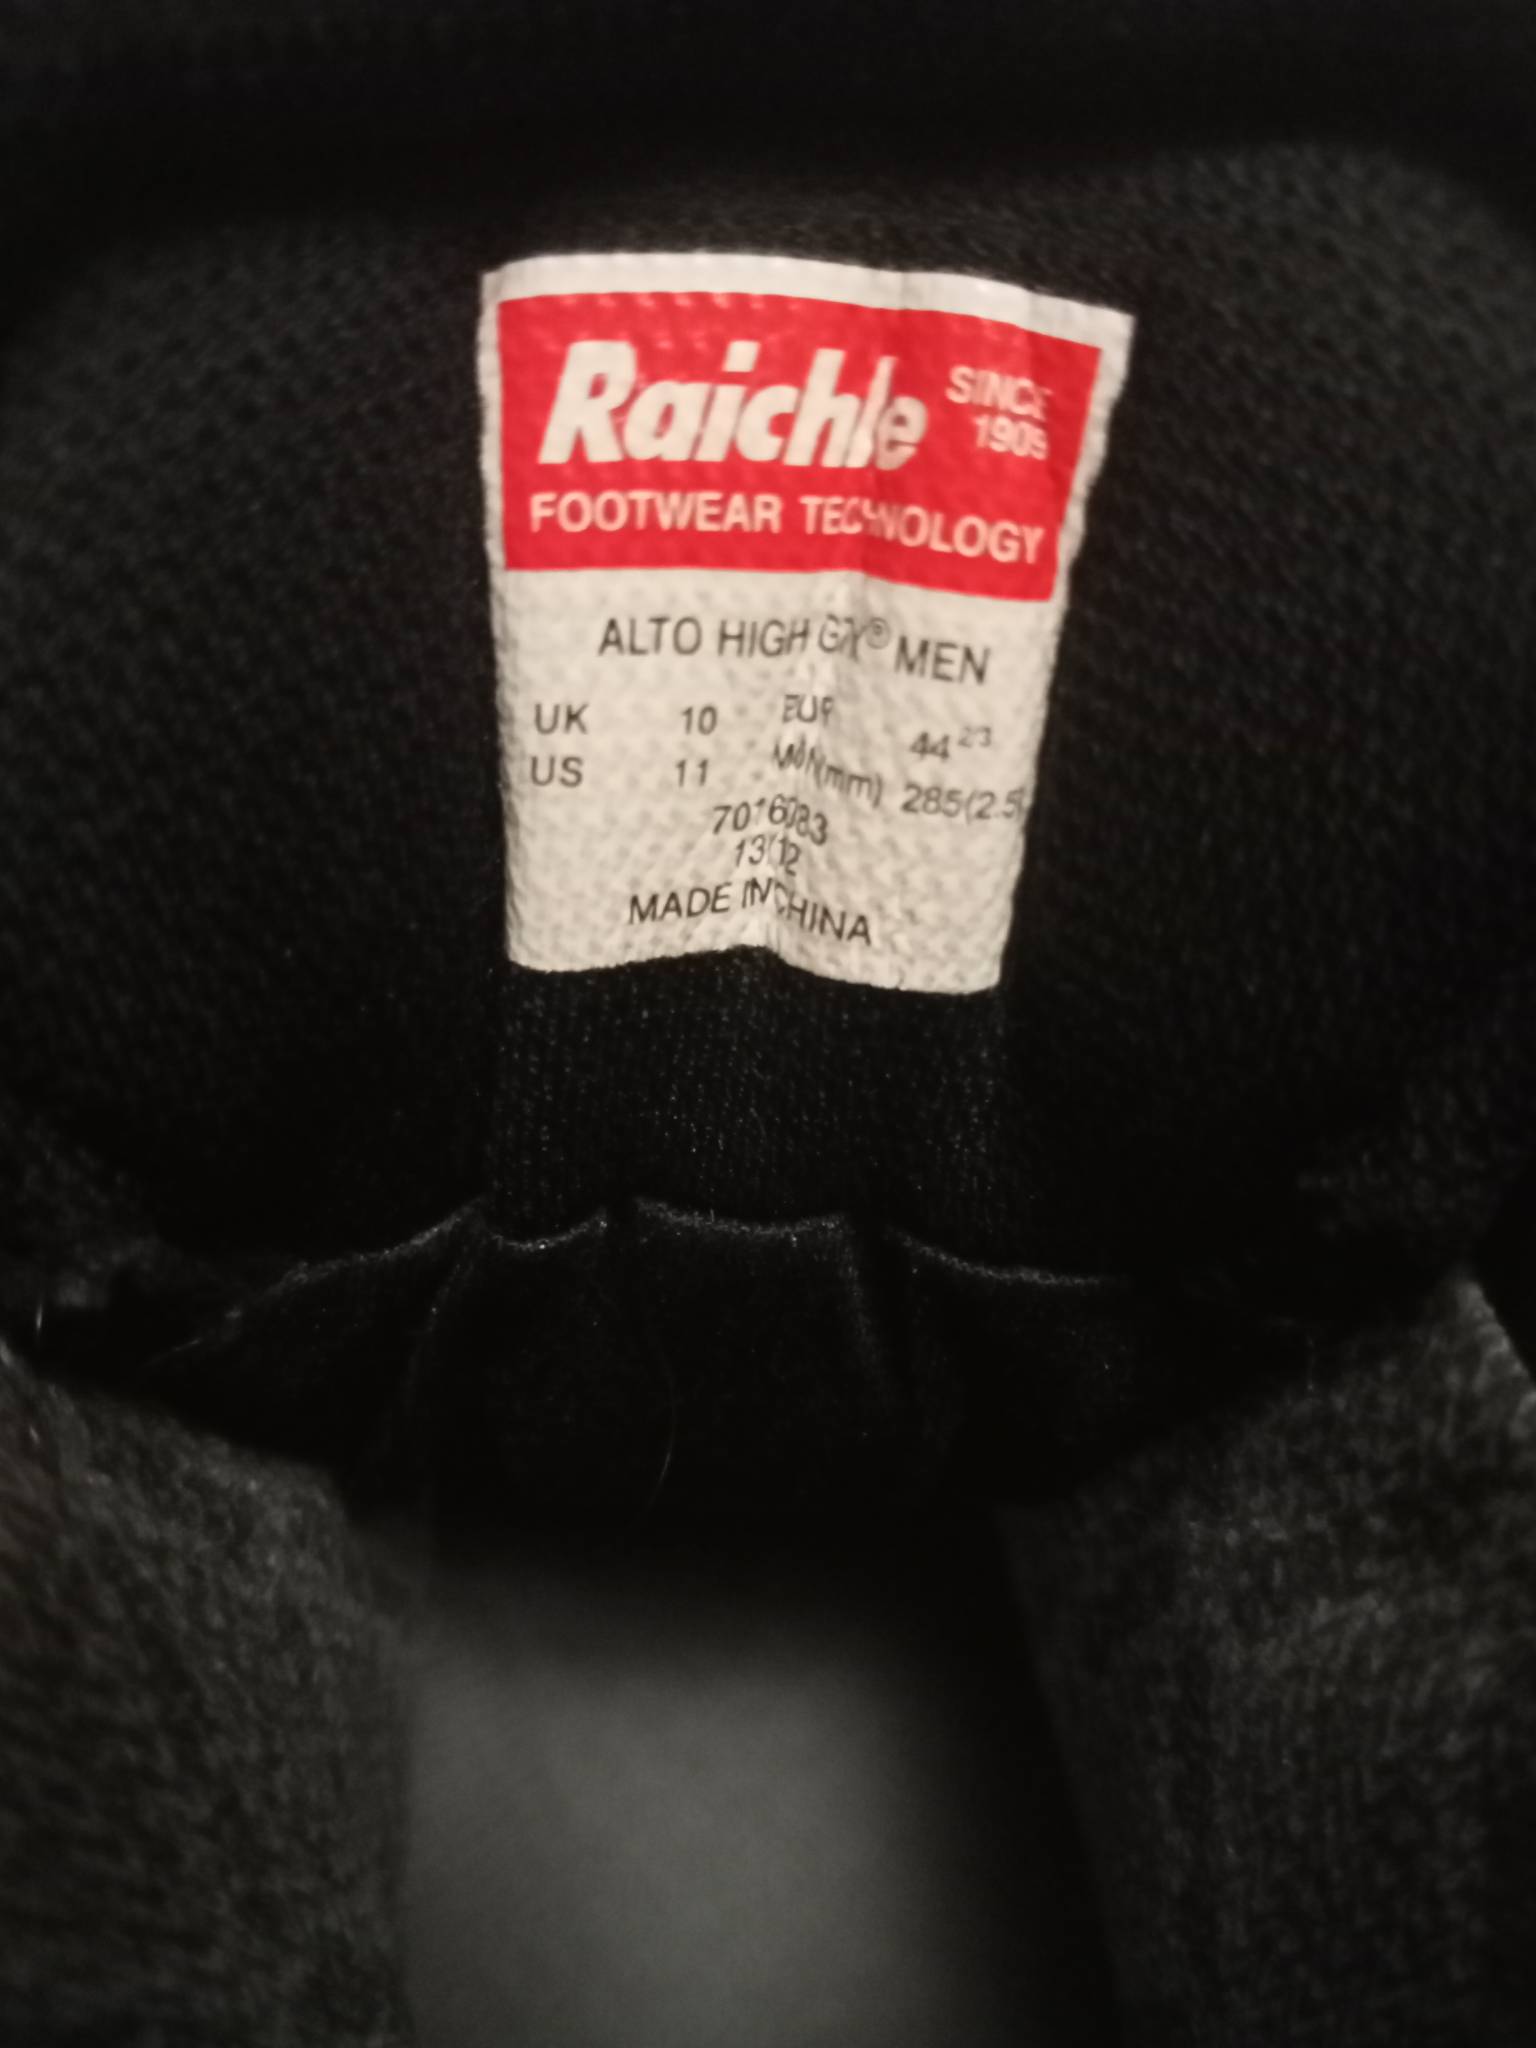 Raichle SINCE 1909
FOOTWEAR TECHNOLOGY
ALTO HIGH GTX® MEN
UK 10 EUR 44 2/3
US 11 MON(mm) 285(2.5)
7016083
13/12
MADE IN CHINA